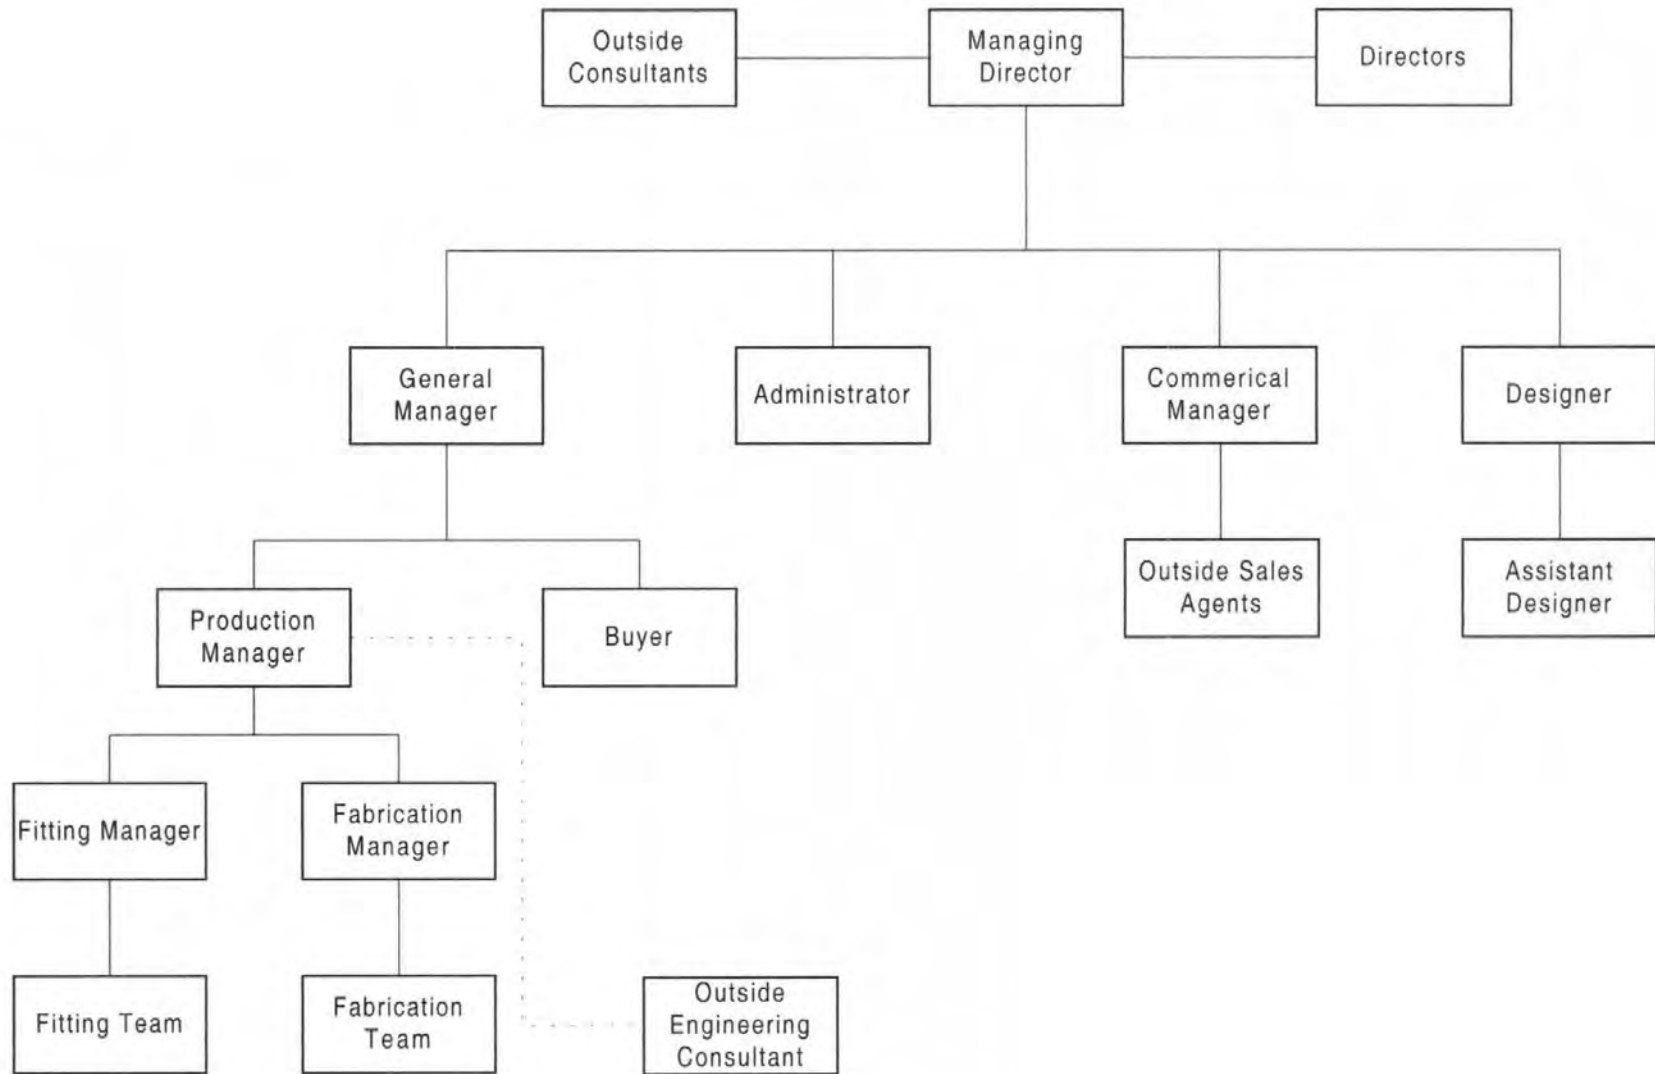 Outside
Consultants
Managing
Director
Directors
General
Manager
Administrator
Commerical
Manager
Designer
Production
Manager
Buyer
Outside Sales
Agents
Assistant
Designer
Fitting Manager
Fabrication
Manager
Fitting Team
Fabrication
Team
Outside
Engineering
Consultant